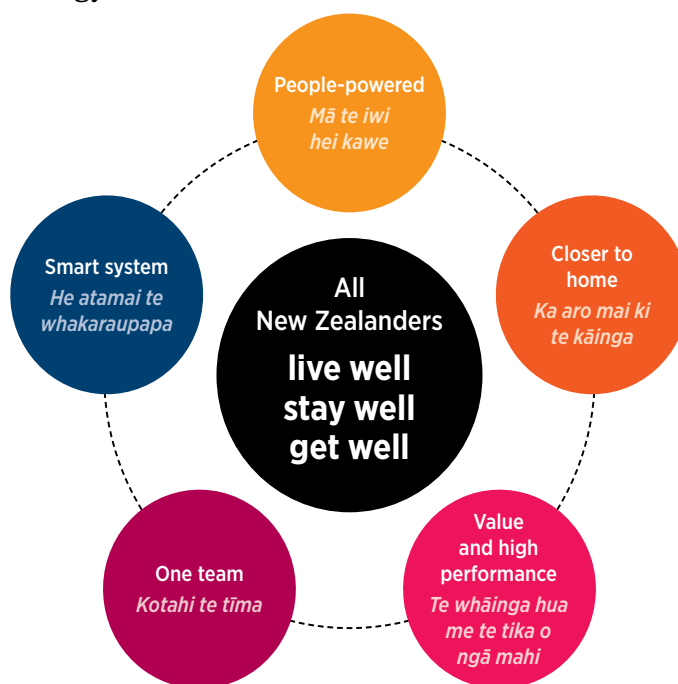 People-powered
Mā te iwi
hei kawe
Closer to
home
Ka aro mai ki
te kāinga
Smart system
He atamai te
whakaraupapa
All
New Zealanders
live well
stay well
get well
Value
and high
performance
Te whāinga hua
me te tika o
ngā mahi
One team
Kotahi te tīma